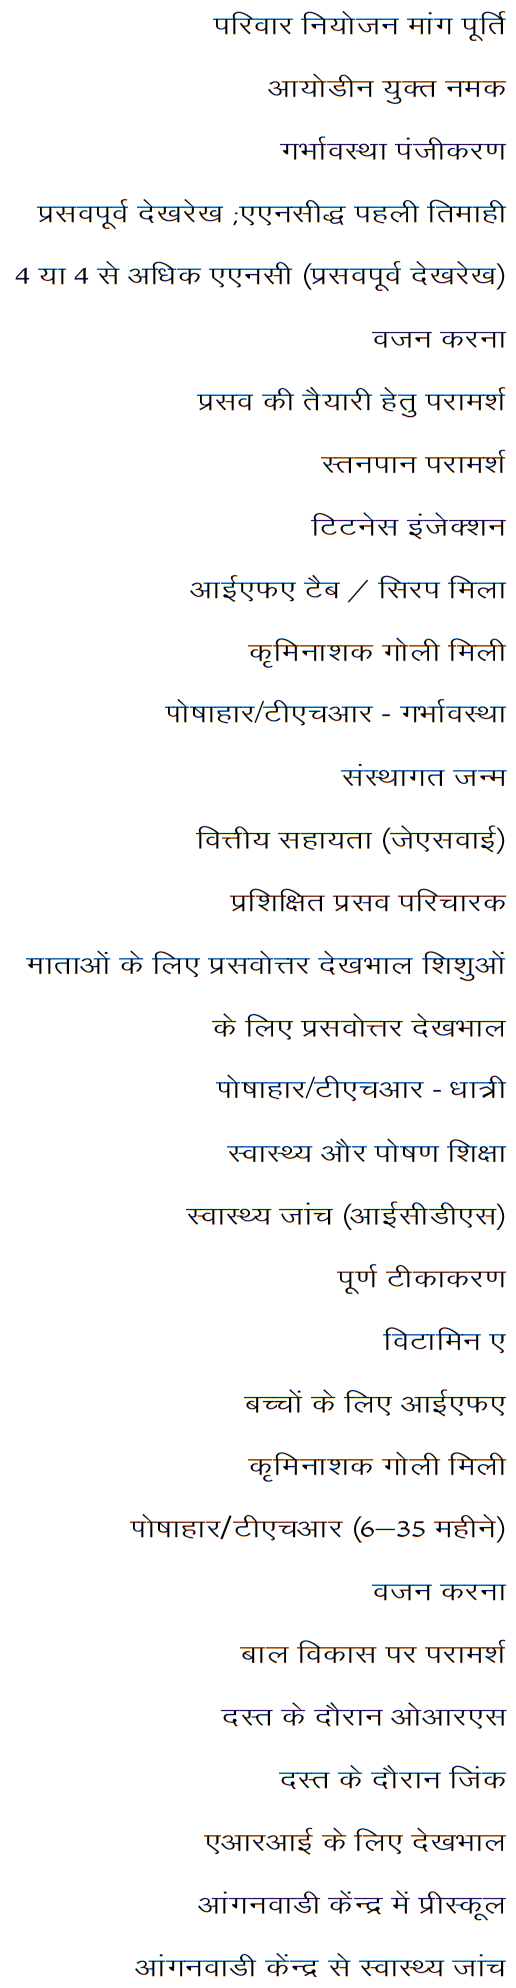 परिवार नियोजन मांग पूर्ति
आयोडीन युक्त नमक
गर्भावस्था पंजीकरण
प्रसवपूर्व देखरेख ;एएनसीद्ध पहली तिमाही
4 या 4 से अधिक एएनसी (प्रसवपूर्व देखरेख)
वजन करना
प्रसव की तैयारी हेतु परामर्श
स्तनपान परामर्श
टिटनेस इंजेक्शन
आईएफए टैब / सिरप मिला
कृमिनाशक गोली मिली
पोषाहार/टीएचआर - गर्भावस्था
संस्थागत जन्म
वित्तीय सहायता (जेएसवाई)
प्रशिक्षित प्रसव परिचारक
माताओं के लिए प्रसवोत्तर देखभाल शिशुओं
के लिए प्रसवोत्तर देखभाल
पोषाहार/टीएचआर - धात्री
स्वास्थ्य और पोषण शिक्षा
स्वास्थ्य जांच (आईसीडीएस)
पूर्ण टीकाकरण
विटामिन ए
बच्चों के लिए आईएफए
कृमिनाशक गोली मिली
पोषाहार/टीएचआर (6–35 महीने)
वजन करना
बाल विकास पर परामर्श
दस्त के दौरान ओआरएस
दस्त के दौरान जिंक
एआरआई के लिए देखभाल
आंगनवाडी केंन्द्र में प्रीस्कूल
आंगनवाडी केंन्द्र से स्वास्थ्य जांच